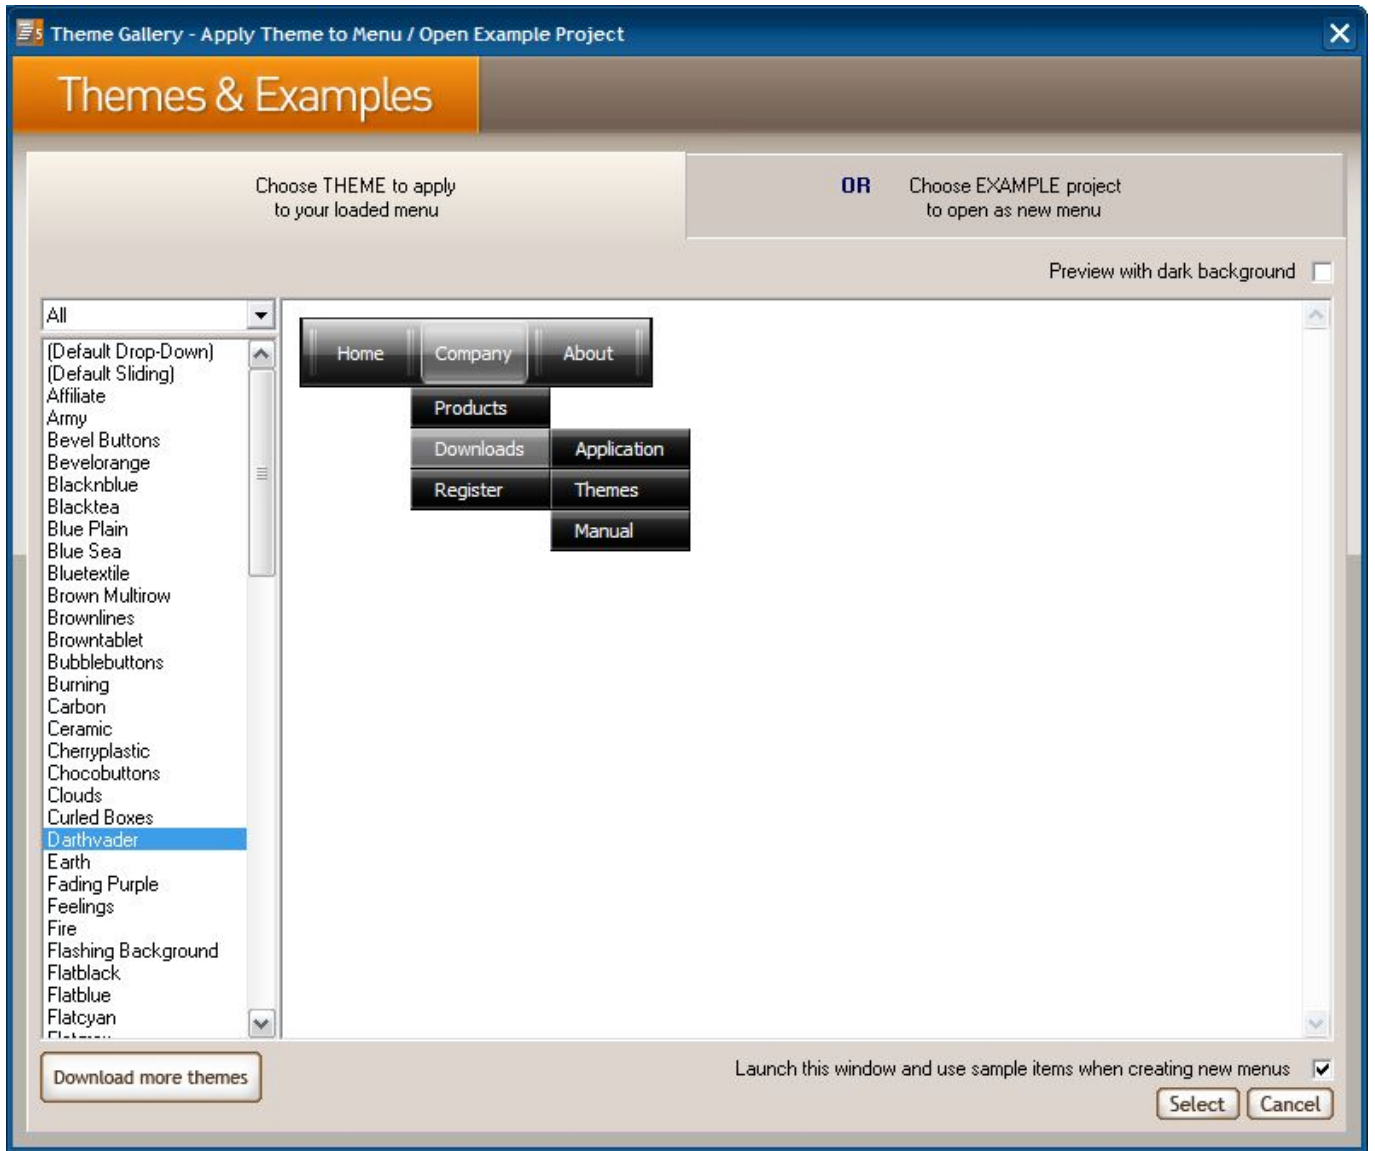 Theme Gallery - Apply Theme to Menu / Open Example Project
Themes & Examples
Choose THEME to apply
to your loaded menu
OR Choose EXAMPLE project
to open as new menu
Preview with dark background
All
(Default Drop-Down)
(Default Sliding)
Affiliate
Army
Bevel Buttons
Bevelorange
Blacknblue
Blacktea
Blue Plain
Blue Sea
Bluetextile
Brown Multirow
Brownlines
Browntablet
Bubblebuttons
Burning
Carbon
Ceramic
Cherryplastic
Chocobuttons
Clouds
Curled Boxes
Darthvader
Earth
Fading Purple
Feelings
Fire
Flashing Background
Flatblack
Flatblue
Flatcyan
Home Company About
Products
Downloads Application
Register Themes
Manual
Download more themes
Launch this window and use sample items when creating new menus
Select Cancel